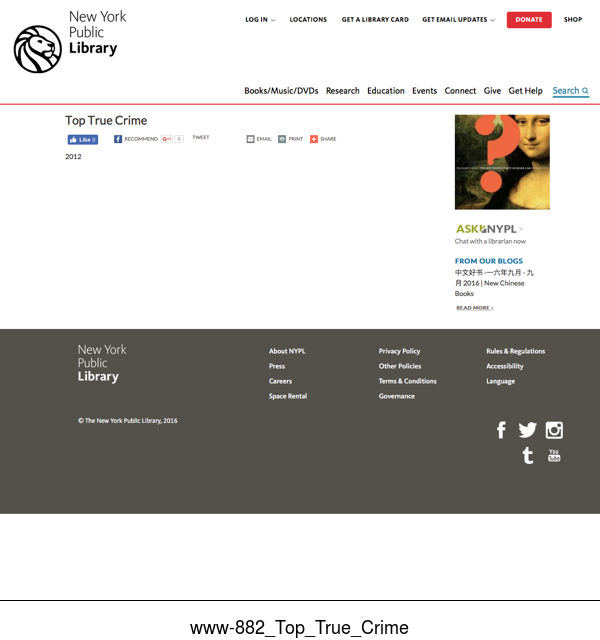 New York
Public
Library
LOG IN
LOCATIONS
GET A LIBRARY CARD
GET EMAIL UPDATES
DONATE
SHOP
Books/Music/DVDs
Research
Education
Events
Connect
Give
Get Help
Search
Top True Crime
Like 0
RECOMMEND
G+1 0
TWEET
EMAIL
PRINT
SHARE
2012
ASK NYPL >
Chat with a librarian now
FROM OUR BLOGS
中文好书 -一六年九月 - 九
月 2016 | New Chinese
Books
READ MORE ›
New York
Public
Library
About NYPL
Press
Careers
Space Rental
Privacy Policy
Other Policies
Terms & Conditions
Governance
Rules & Regulations
Accessibility
Language
© The New York Public Library, 2016
You
Tube
www-882_Top_True_Crime